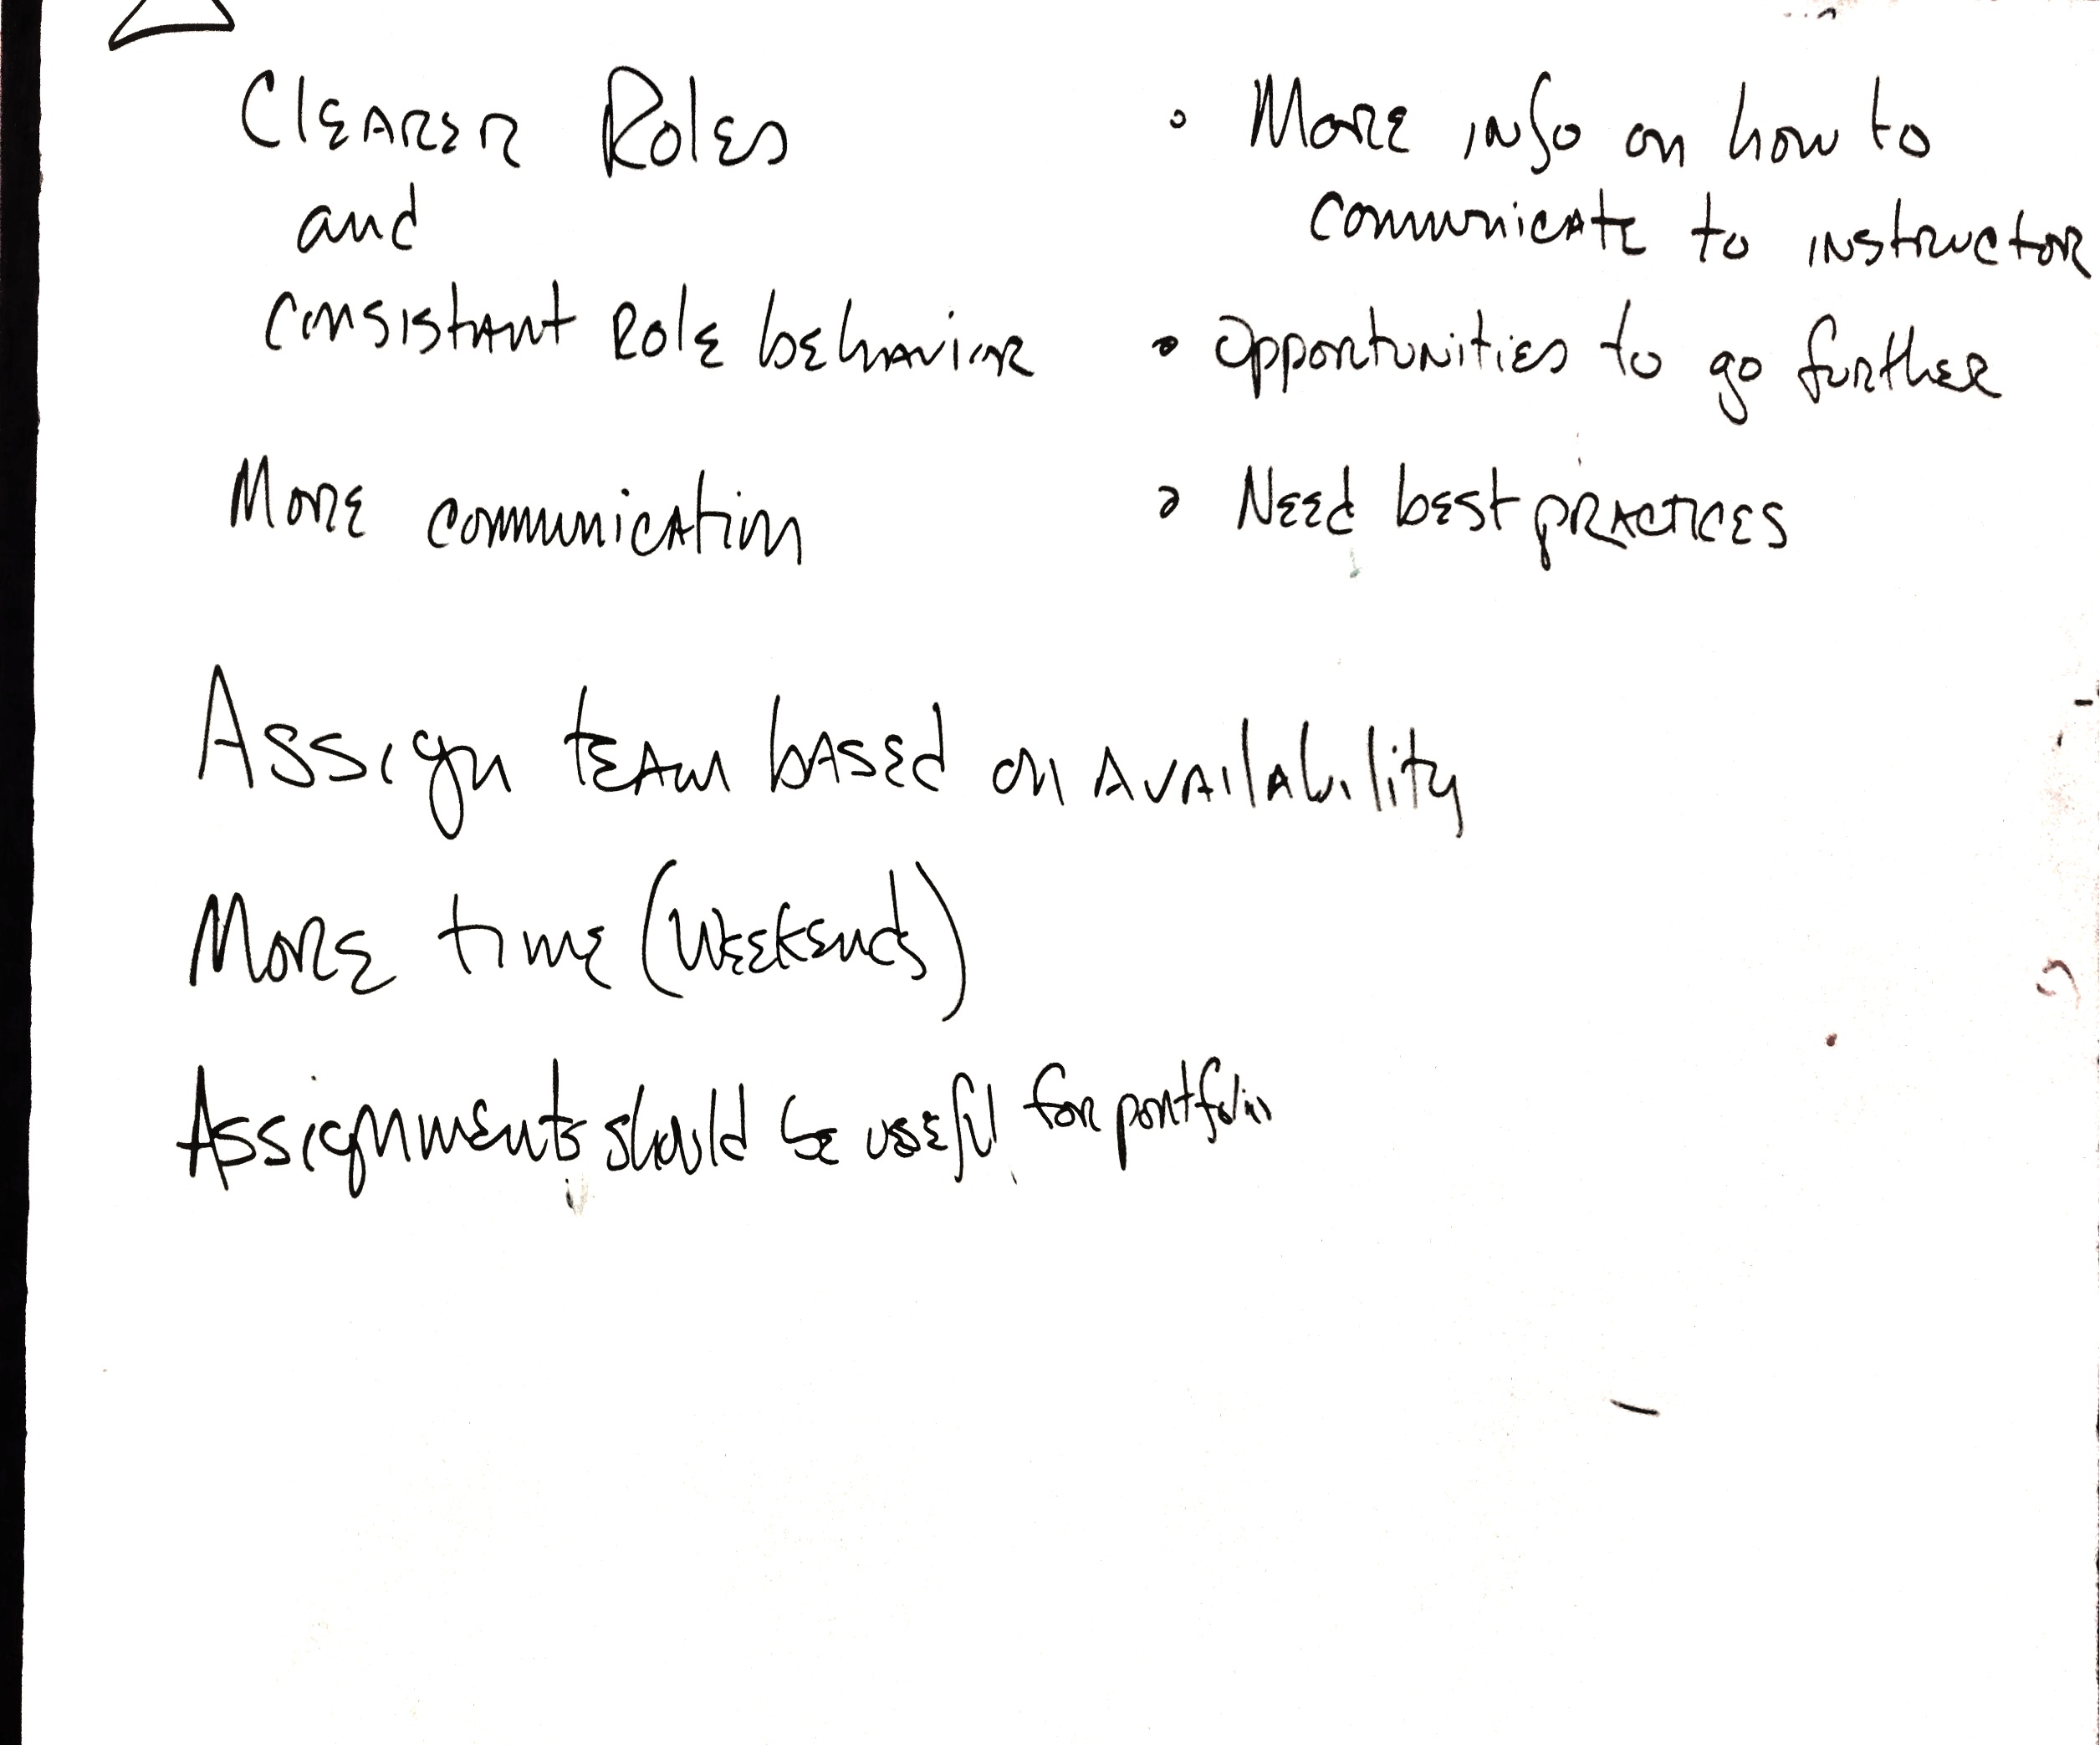 Clearer Roles
and
consistant Role behavior
More communication
• More info on how to
communicate to instructor
• Opportunities to go further
• Need best practices
Assign team based on availability
More time (Weekends)
Assignments should be useful for portfolio